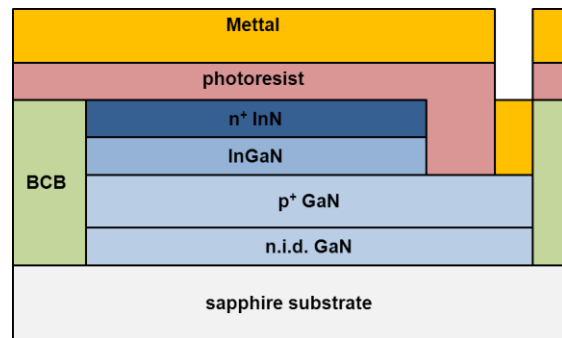 Mettal
photoresist
n⁺ InN
InGaN
BCB
p⁺ GaN
n.i.d. GaN
sapphire substrate